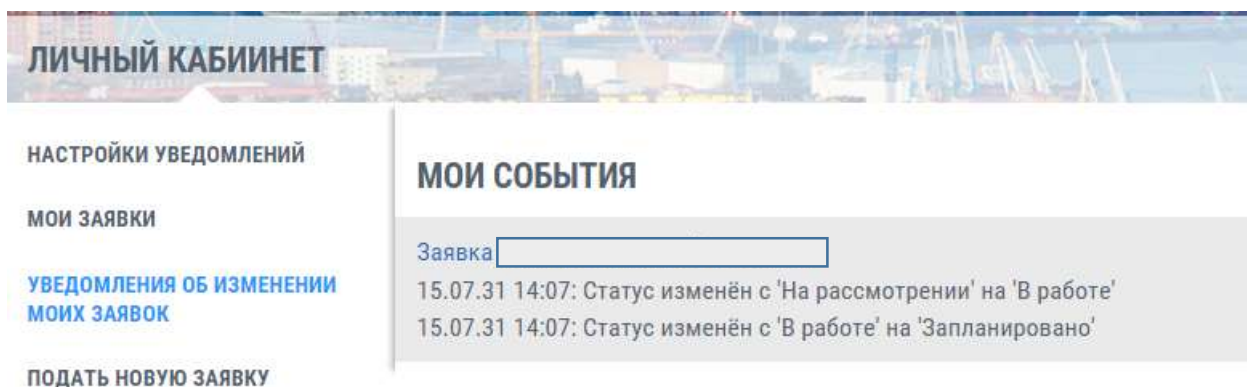 ЛИЧНЫЙ КАБИИНЕТ
НАСТРОЙКИ УВЕДОМЛЕНИЙ
МОИ ЗАЯВКИ
УВЕДОМЛЕНИЯ ОБ ИЗМЕНЕНИИ
МОИХ ЗАЯВОК
ПОДАТЬ НОВУЮ ЗАЯВКУ
МОИ СОБЫТИЯ
Заявка
15.07.31 14:07: Статус изменён с 'На рассмотрении' на 'В работе'
15.07.31 14:07: Статус изменён с 'В работе' на 'Запланировано'